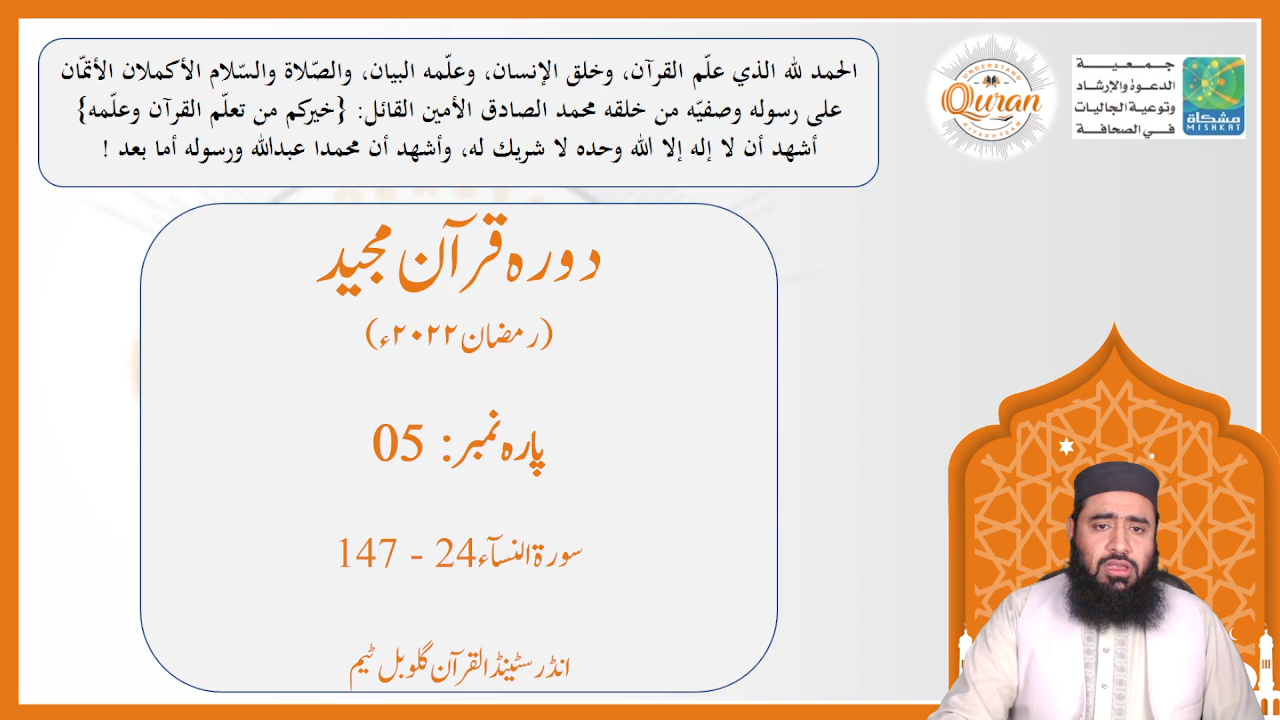 الحمد لله الذي علّم القرآن، وخلق الإنسان، وعلّمه البيان، والصّلاة والسّلام الأكملان الأتمّان
على رسوله وصفيّه من خلقه محمد الصادق الأمين القائل: {خيركم من تعلّم القرآن وعلّمه}
أشهد أن لا إله إلا الله وحده لا شريك له، وأشهد أن محمدا عبدالله ورسوله أما بعد !
UNDERSTAND
Quran
RIYADH TEAM
جمعية
الدعوة والإرشاد
وتوعية الجاليات
في الصحافة
مشكاة
MISHKAT
دورہ قرآن مجید
(رمضان ۲۰۲۲ء)
پارہ نمبر: 05
سورۃ النسآء 24 - 147
انڈرسٹینڈ القرآن گلوبل ٹیم